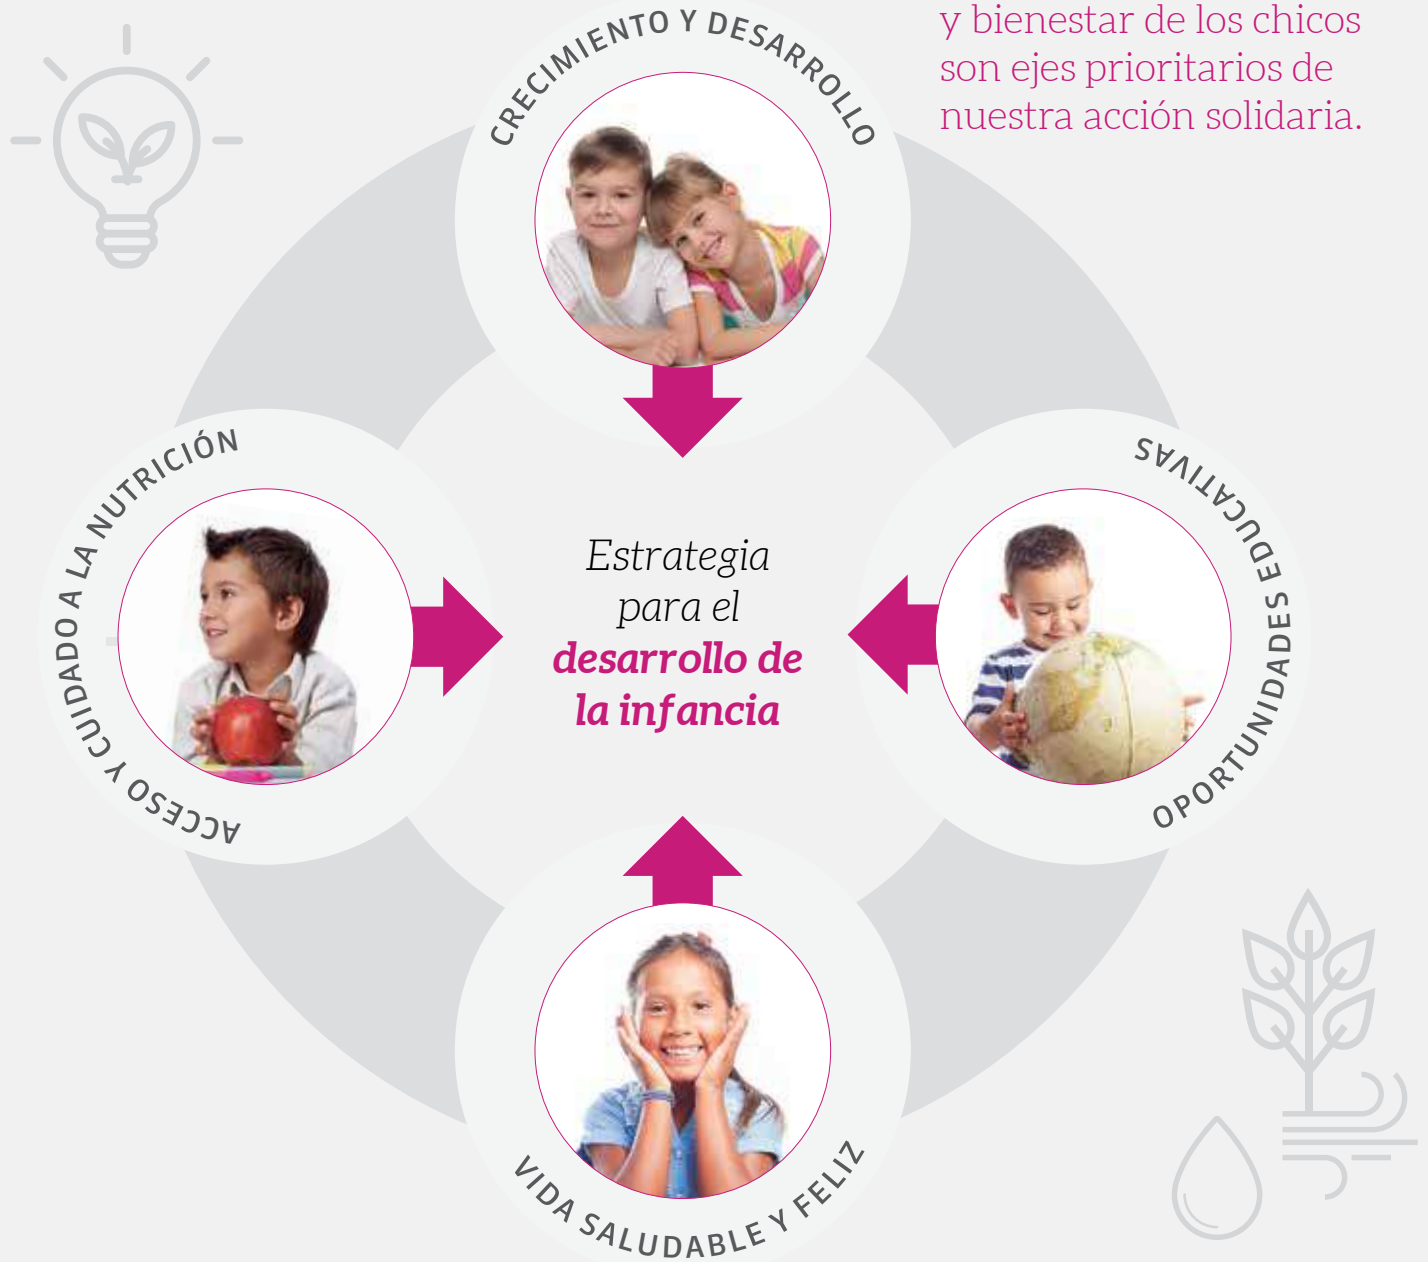 y bienestar de los chicos
son ejes prioritarios de
nuestra acción solidaria.
CRECIMIENTO Y DESARROLLO
ACCESO Y CUIDADO A LA NUTRICIÓN
Estrategia
para el
desarrollo de
la infancia
OPORTUNIDADES EDUCATIVAS
VIDA SALUDABLE Y FELIZ